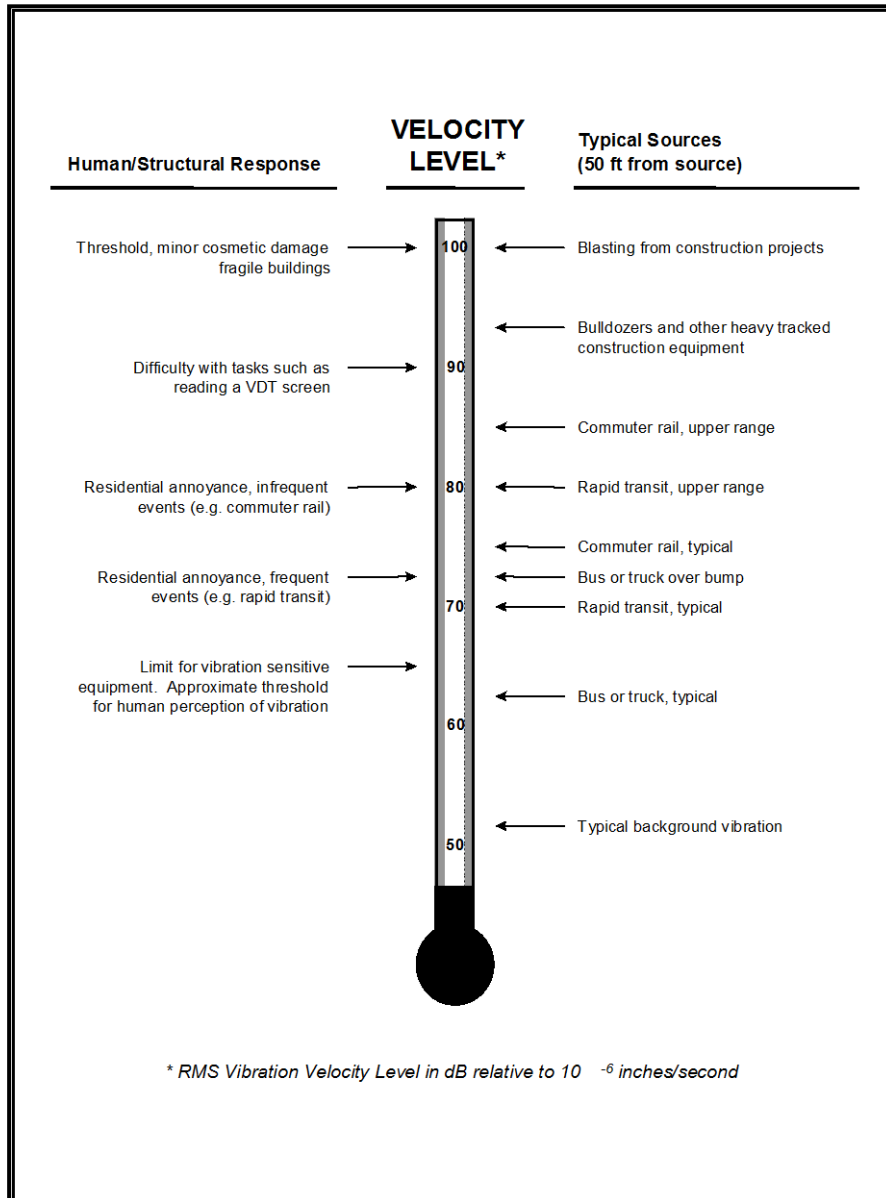 VELOCITY
LEVEL*
Human/Structural Response
Typical Sources
(50 ft from source)
Threshold, minor cosmetic damage
fragile buildings
100
Blasting from construction projects
Bulldozers and other heavy tracked
construction equipment
Difficulty with tasks such as
reading a VDT screen
90
Commuter rail, upper range
Residential annoyance, infrequent
events (e.g. commuter rail)
80
Rapid transit, upper range
Commuter rail, typical
Residential annoyance, frequent
events (e.g. rapid transit)
Bus or truck over bump
70
Rapid transit, typical
Limit for vibration sensitive
equipment.  Approximate threshold
for human perception of vibration
Bus or truck, typical
60
Typical background vibration
50
* RMS Vibration Velocity Level in dB relative to 10 -6 inches/second